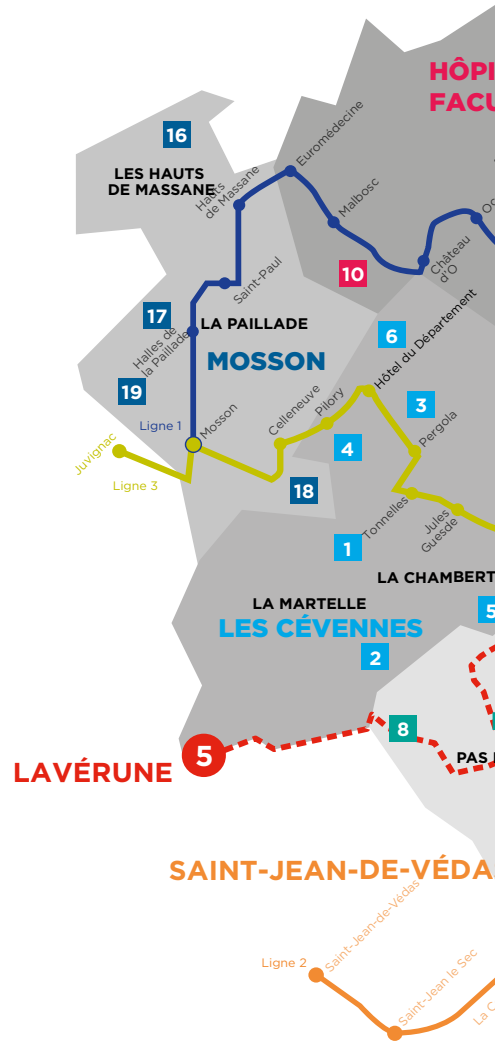 HÔPI
FACU
16
LES HAUTS
DE MASSANE
Hauts
de Massane
Euromédecine
Malbosc
Oc
Château
d'O
10
Saint-Paul
17
LA PAILLADE
Halles de
la Paillade
MOSSON
6
Hôtel du Département
19
3
Ligne 1
Mosson
Celleneuve
Pilory
4
Pergola
Juvignac
Ligne 3
18
Tonnelles
Jules
Guesde
1
LA CHAMBERT
LA MARTELLE
5
LES CÉVENNES
2
8
5
PAS
LAVÉRUNE
SAINT-JEAN-DE-VÉDA
Ligne 2
Saint-Jean-de-Védas
Saint-Jean le Sec
La C